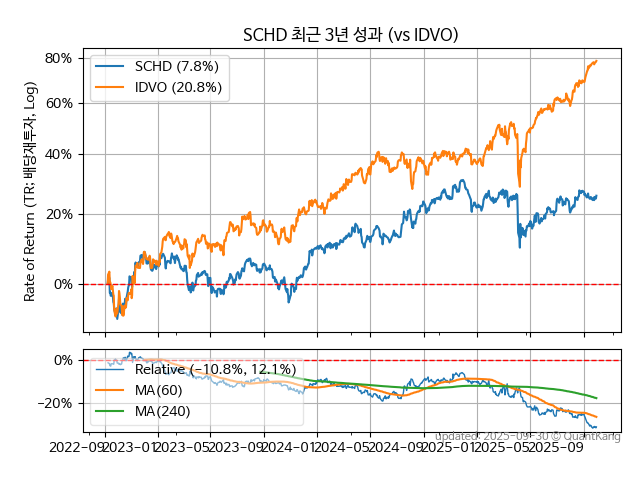 SCHD 최근 3년 성과 (vs IDVO)
Rate of Return (TR: 배당재투자, Log)
80%
60%
40%
20%
0%
SCHD (7.8%)
IDVO (20.8%)
0%
−20%
Relative (−10.8%, 12.1%)
MA(60)
MA(240)
2022-09 2023-01 2023-05 2023-09 2024-01 2024-05 2024-09 2025-01 2025-05 2025-09
updated: 2025-09-30 © QuantKang